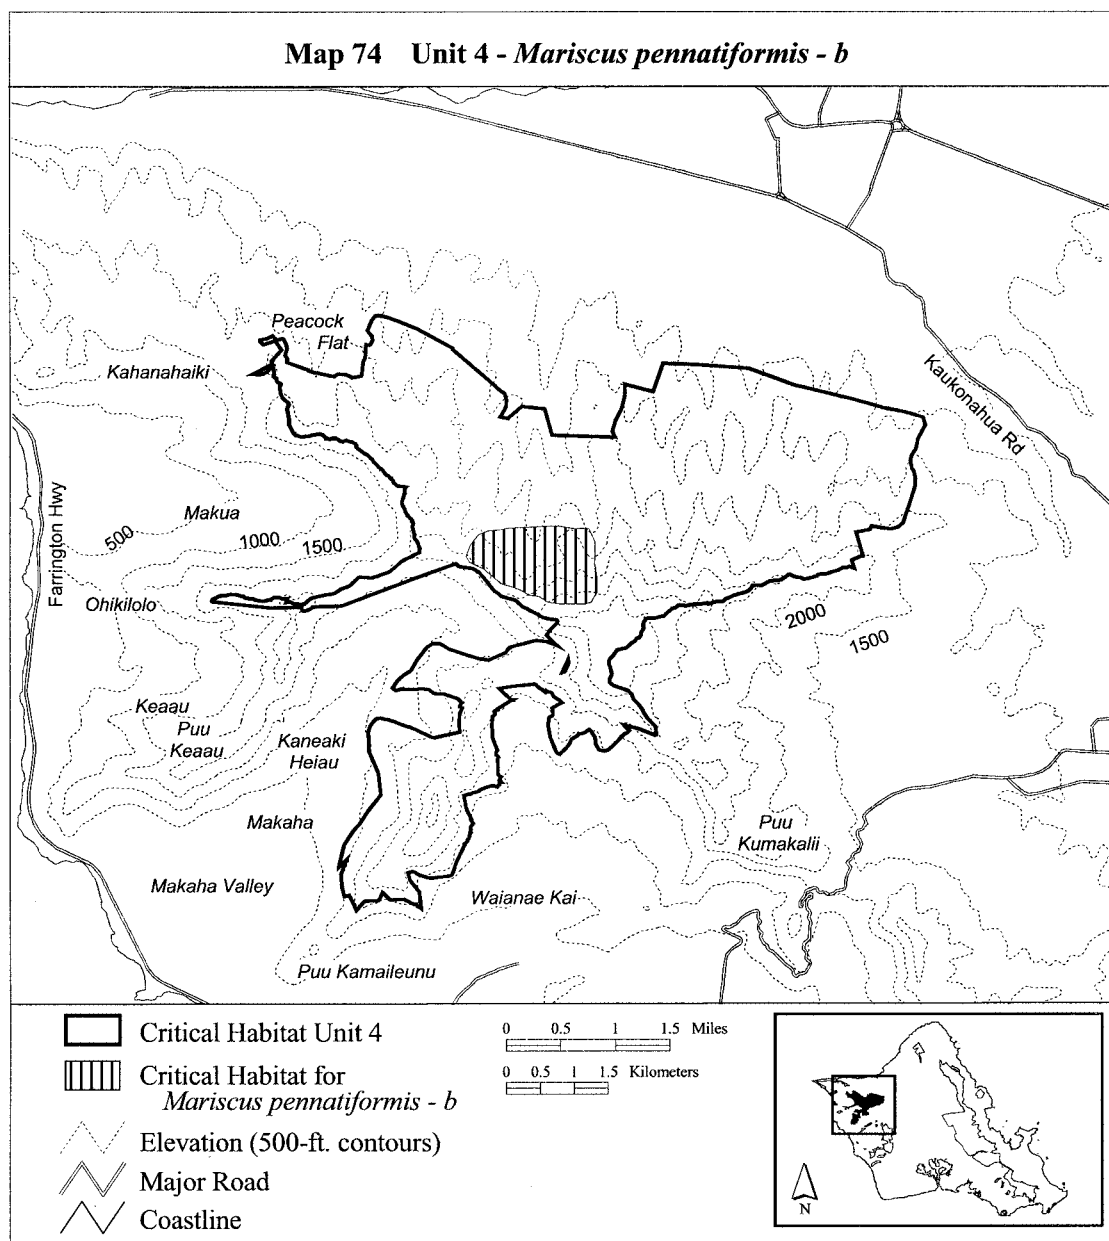 Map 74 Unit 4 - Mariscus pennatiformis - b
Peacock
Flat
Kahanahaiki
Kaukonahua Rd
Farrington Hwy
Makua
500
1000
1500
Ohikilolo
2000
1500
Keaau
Puu
Keaau
Kaneaki
Heiau
Makaha
Puu
Kumakalii
Makaha Valley
Waianae Kai
Puu Kamaileunu
Critical Habitat Unit 4
Critical Habitat for
Mariscus pennatiformis - b
Elevation (500-ft. contours)
Major Road
Coastline
0 0.5 1 1.5 Miles
0 0.5 1 1.5 Kilometers
N